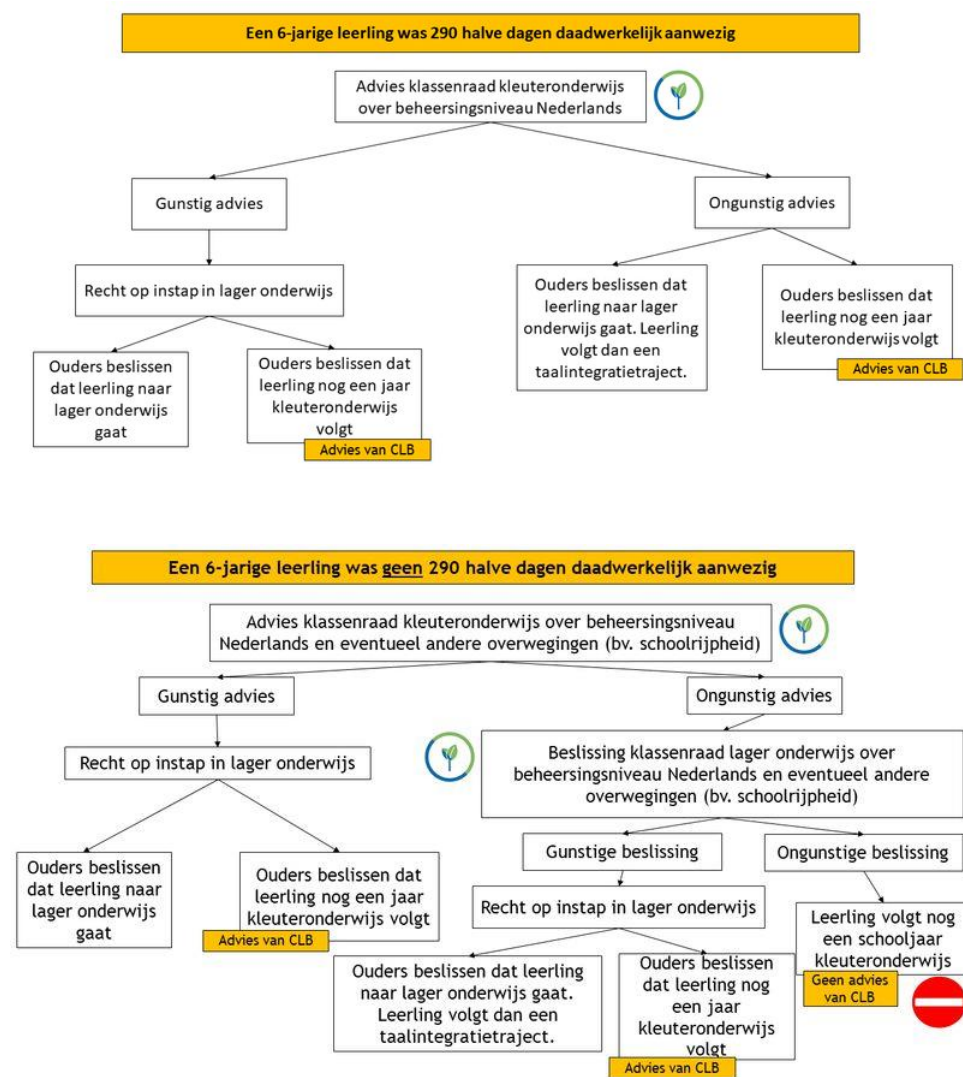 Een 6-jarige leerling was 290 halve dagen daadwerkelijk aanwezig
Advies klassenraad kleuteronderwijs
over beheersingsniveau Nederlands
Gunstig advies
Ongunstig advies
Recht op instap in lager onderwijs
Ouders beslissen dat
leerling naar lager
onderwijs gaat. Leerling
volgt dan een
taalintegratietraject.
Ouders beslissen dat
leerling nog een jaar
kleuteronderwijs volgt
Advies van CLB
Ouders beslissen
dat leerling naar
lager onderwijs
gaat
Ouders beslissen dat
leerling nog een jaar
kleuteronderwijs
volgt
Advies van CLB
Een 6-jarige leerling was geen 290 halve dagen daadwerkelijk aanwezig
Advies klassenraad kleuteronderwijs over beheersingsniveau
Nederlands en eventueel andere overwegingen (bv. schoolrijpheid)
Gunstig advies
Ongunstig advies
Recht op instap in lager onderwijs
Beslissing klassenraad lager onderwijs over
beheersingsniveau Nederlands en eventueel andere
overwegingen (bv. schoolrijpheid)
Ouders beslissen
dat leerling naar
lager onderwijs
gaat
Ouders beslissen dat
leerling nog een jaar
kleuteronderwijs volgt
Advies van CLB
Gunstige beslissing
Ongunstige beslissing
Recht op instap in lager onderwijs
Leerling volgt nog
een schooljaar
kleuteronderwijs
Geen advies
van CLB
Ouders beslissen dat leerling
naar lager onderwijs gaat.
Leerling volgt dan een
taalintegratietraject.
Ouders beslissen
dat leerling nog
een jaar
kleuteronderwijs
volgt
Advies van CLB